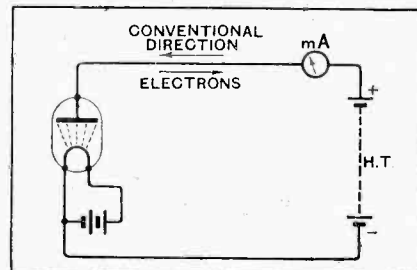 CONVENTIONAL
DIRECTION
mA
ELECTRONS
+
H.T.
-